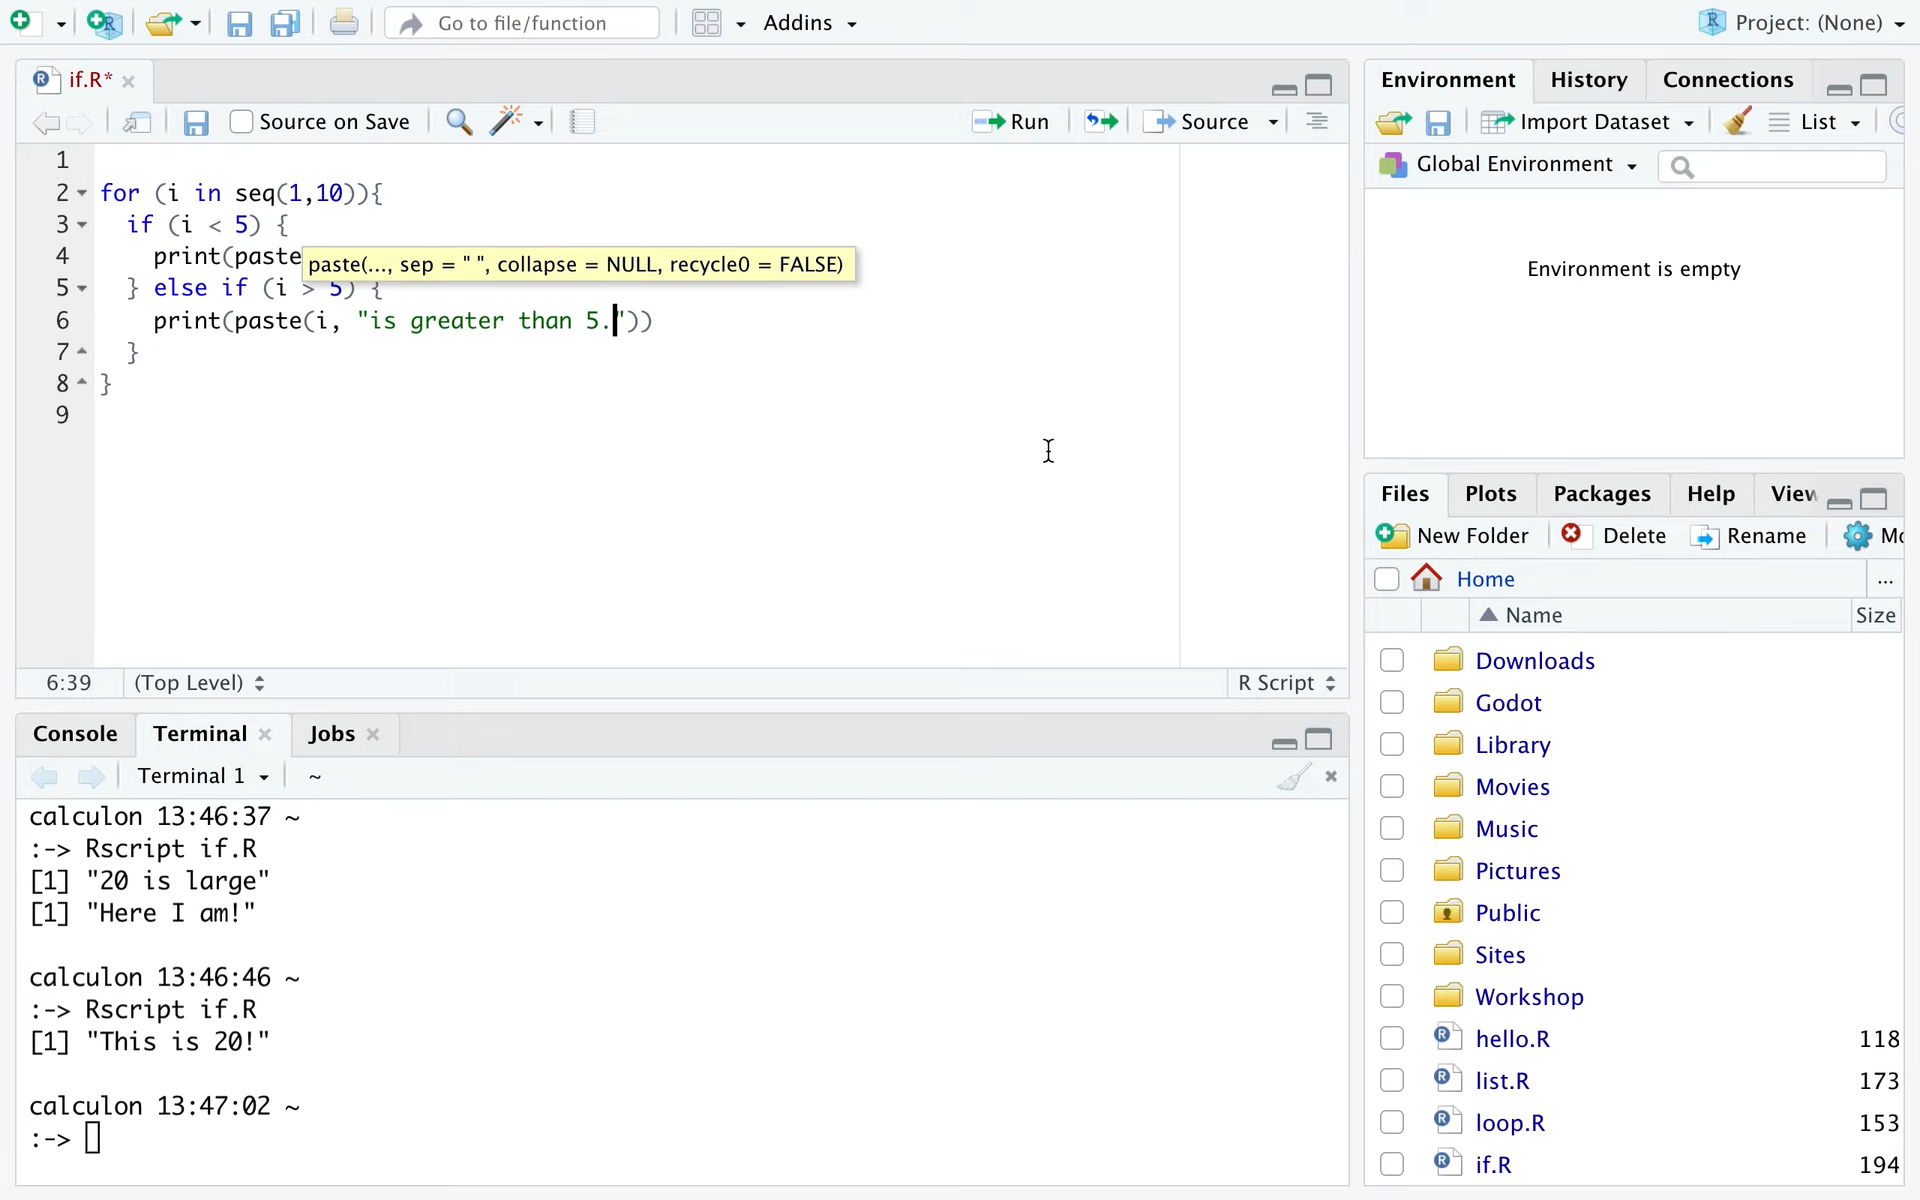 Go to file/function
Addins
Project: (None)
if.R*
Source on Save
Run
Source
1
2 for (i in seq(1,10)){
3 if (i < 5) {
4 print(paste
paste(..., sep = " ", collapse = NULL, recycle0 = FALSE)
5 } else if (i > 5) {
6 print(paste(i, "is greater than 5."))
7 }
8 }
9
6:39 (Top Level)
R Script
Console Terminal Jobs
Terminal 1 ~
calculon 13:46:37 ~
:-> Rscript if.R
[1] "20 is large"
[1] "Here I am!"
calculon 13:46:46 ~
:-> Rscript if.R
[1] "This is 20!"
calculon 13:47:02 ~
:->
Environment History Connections
Import Dataset
List
Global Environment
Environment is empty
Files Plots Packages Help
New Folder Delete Rename
Home ...
Name Size
Downloads
Godot
Library
Movies
Music
Pictures
Public
Sites
Workshop
hello.R 118
list.R 173
loop.R 153
if.R 194